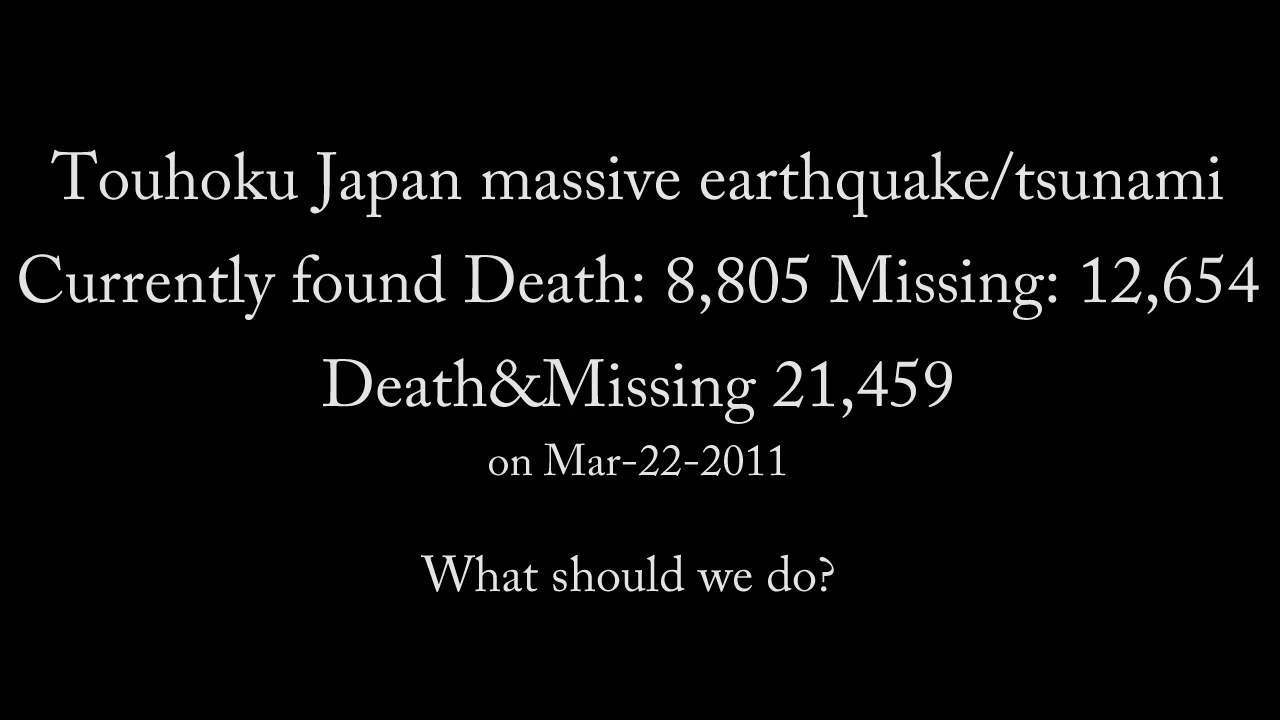 Touhoku Japan massive earthquake/tsunami
Currently found Death: 8,805 Missing: 12,654
Death&Missing 21,459
on Mar-22-2011
What should we do?